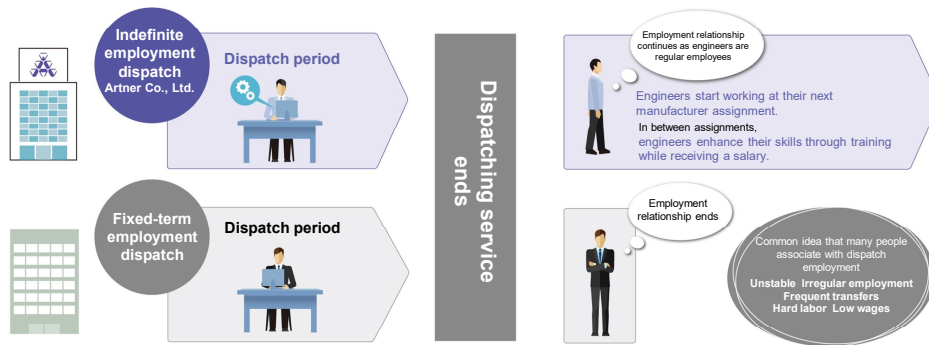 Indefinite
employment
dispatch
Artner Co., Ltd.
Dispatch period
Dispatching service
ends
Employment relationship
continues as engineers are
regular employees
Engineers start working at their next
manufacturer assignment.
In between assignments,
engineers enhance their skills through training
while receiving a salary.
Fixed-term
employment
dispatch
Dispatch period
Employment
relationship ends
Common idea that many people
associate with dispatch
employment
Unstable Irregular employment
Frequent transfers
Hard labor Low wages